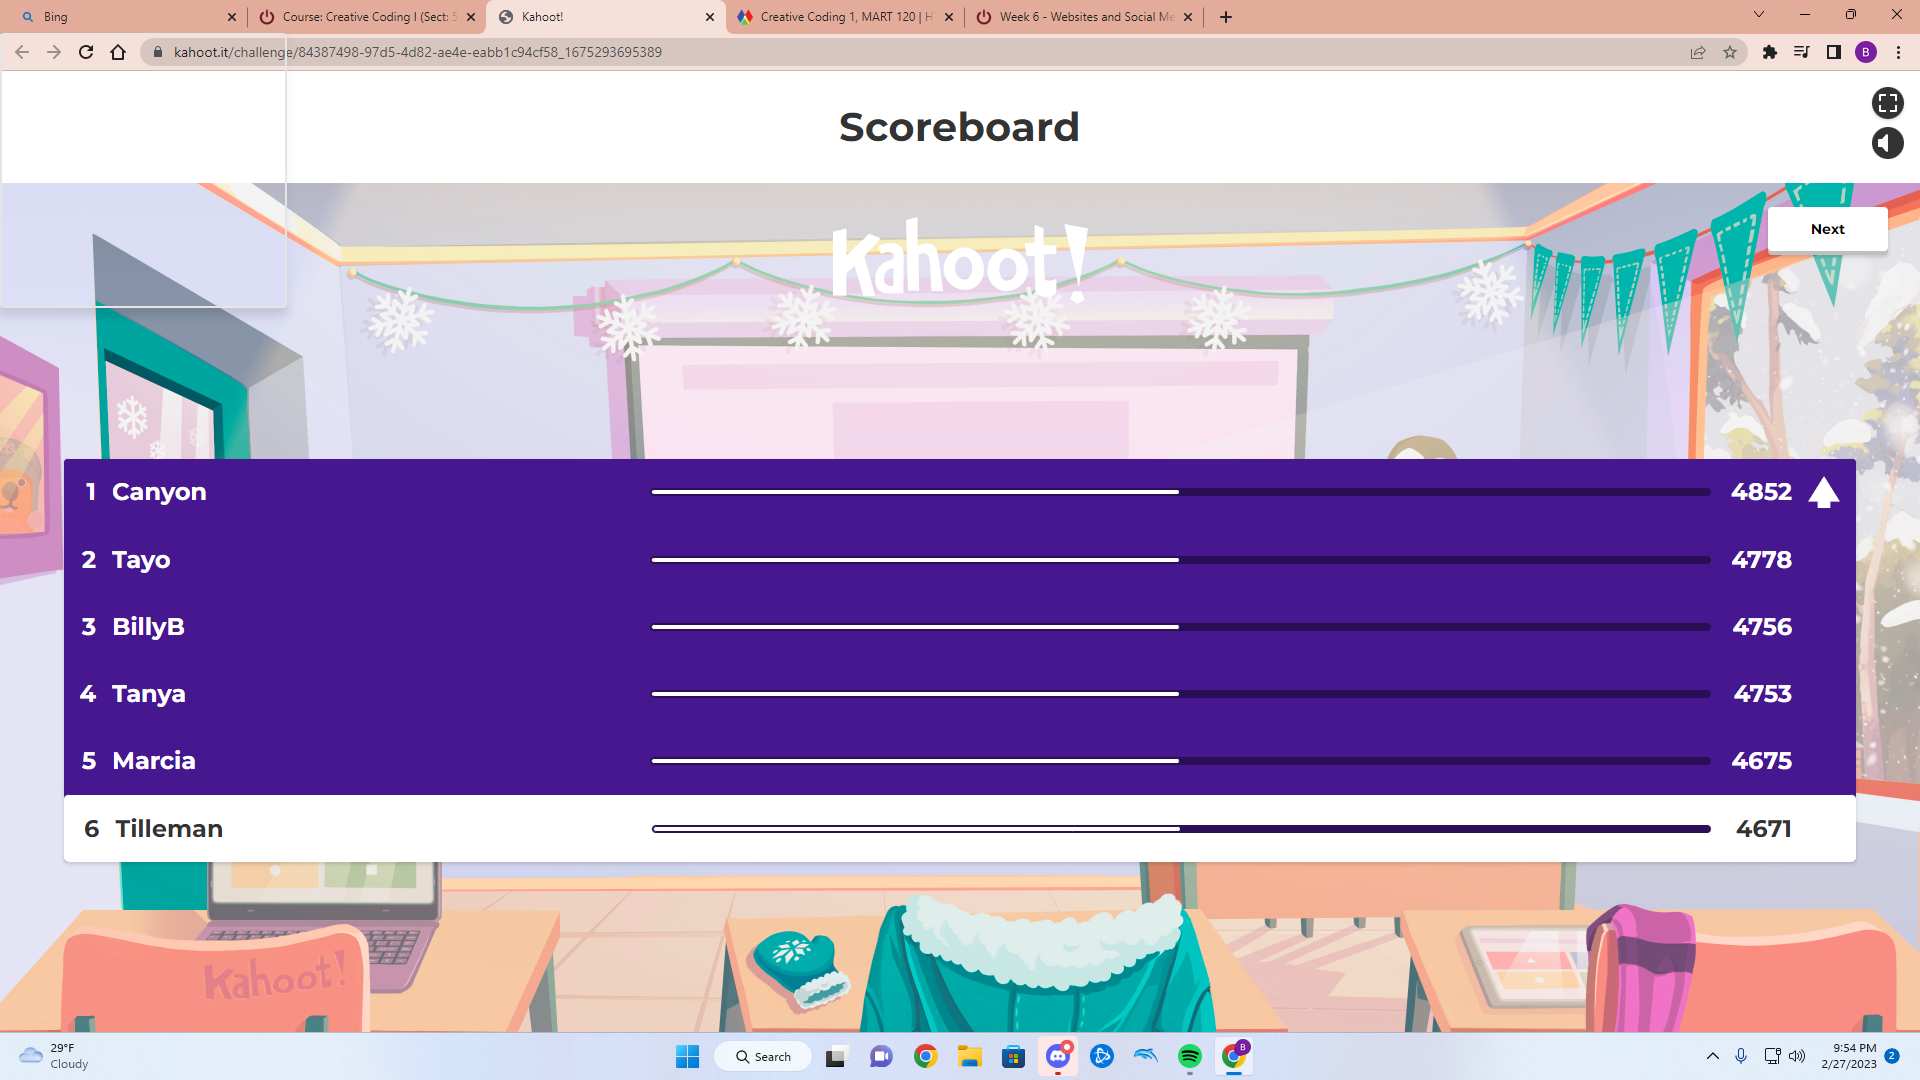 Bing
Course: Creative Coding I (Sect: 5
Kahoot!
Creative Coding 1, MART 120 | HT
Week 6 - Websites and Social Me
kahoot.it/challenge/84387498-97d5-4d82-ae4e-eabb1c94cf58_1675293695389
B
Scoreboard
Kahoot!
Next
1 Canyon 4852
2 Tayo 4778
3 BillyB 4756
4 Tanya 4753
5 Marcia 4675
6 Tilleman 4671
Kahoot!
29°F
Cloudy
Search
B
9:54 PM
2/27/2023
2